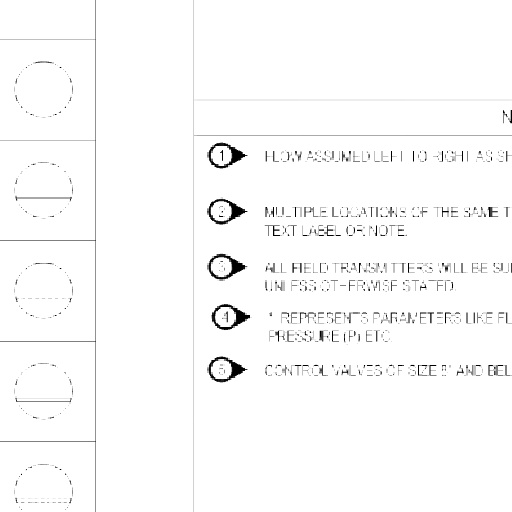 N
1 FLOW ASSUMED LEFT TO RIGHT AS SH
2 MULTIPLE LOCATIONS OF THE SAME T
TEXT LABEL OR NOTE.
3 ALL FIELD TRANSMITTERS WILL BE SU
UNLESS OTHERWISE STATED.
4 * REPRESENTS PARAMETERS LIKE FL
PRESSURE (P) ETC.
5 CONTROL VALVES OF SIZE 8" AND BEL